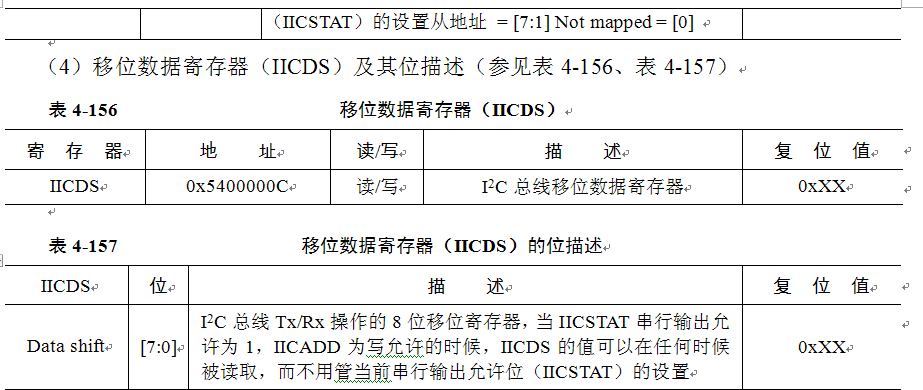 （IICSTAT）的设置从地址 = [7:1] Not mapped = [0]
（4）移位数据寄存器（IICDS）及其位描述（参见表 4-156、表 4-157）
表 4-156 移位数据寄存器（IICDS）
寄 存 器 地 址 读/写 描 述 复 位 值
IICDS 0x5400000C 读/写 I²C 总线移位数据寄存器 0xXX
表 4-157 移位数据寄存器（IICDS）的位描述
IICDS 位 描 述 复 位 值
Data shift [7:0] I²C 总线 Tx/Rx 操作的 8 位移位寄存器，当 IICSTAT 串行输出允
许为 1，IICADD 为写允许的时候，IICDS 的值可以在任何时候
被读取，而不用管当前串行输出允许位（IICSTAT）的设置
0xXX